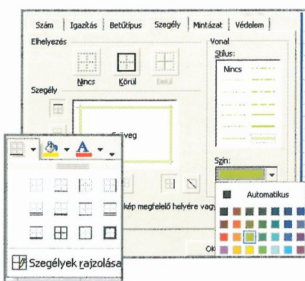 Szám Igazítás Betűtípus Szegély Mintázat Védelem
Elhelyezés
Vonal
Stílus:
Nincs
Nincs Körül Belül
Szegély
Szöveg
Szín:
Automatikus
kép megfelelő helyére vagy
Ok
Szegélyek rajzolása